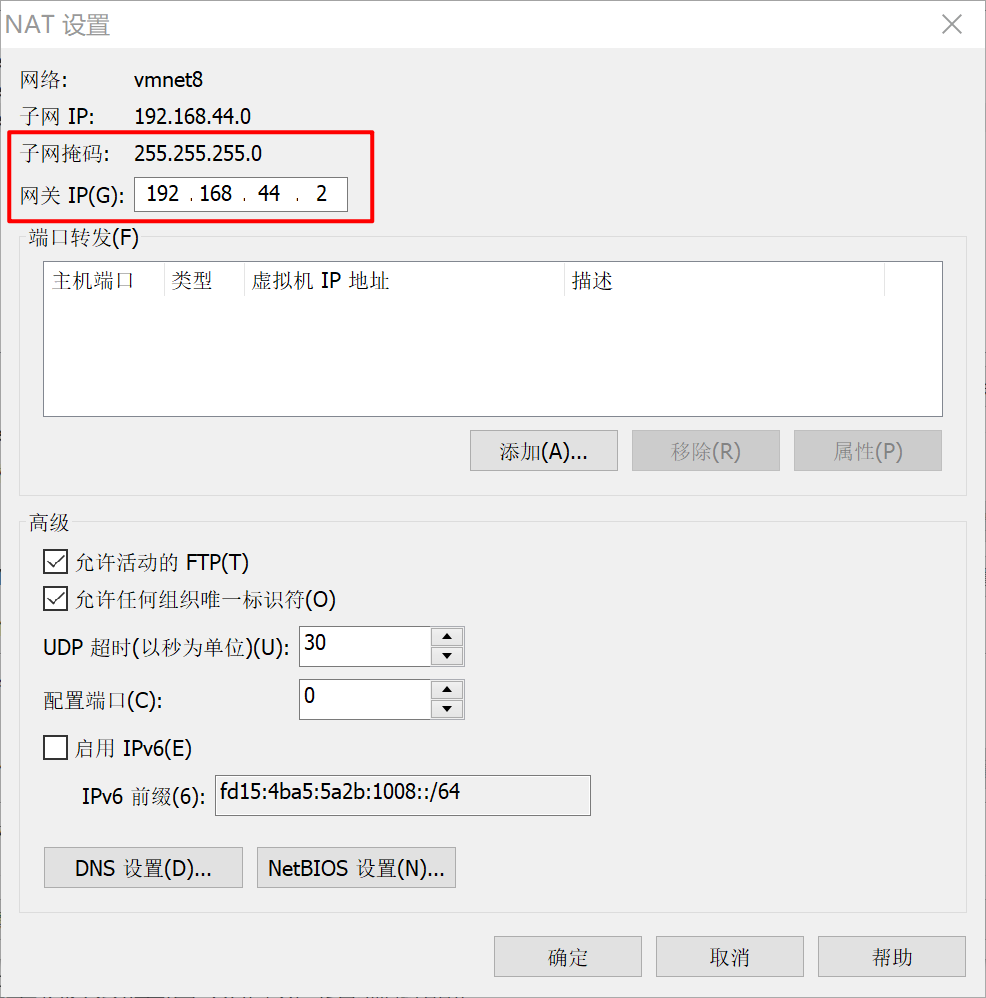 NAT 设置
网络: vmnet8
子网 IP: 192.168.44.0
子网掩码: 255.255.255.0
网关 IP(G): 192 . 168 . 44 . 2
端口转发(F)
主机端口 类型 虚拟机 IP 地址 描述
添加(A)... 移除(R) 属性(P)
高级
允许活动的 FTP(T)
允许任何组织唯一标识符(O)
UDP 超时(以秒为单位)(U): 30
配置端口(C): 0
启用 IPv6(E)
IPv6 前缀(6): fd15:4ba5:5a2b:1008::/64
DNS 设置(D)... NetBIOS 设置(N)...
确定 取消 帮助